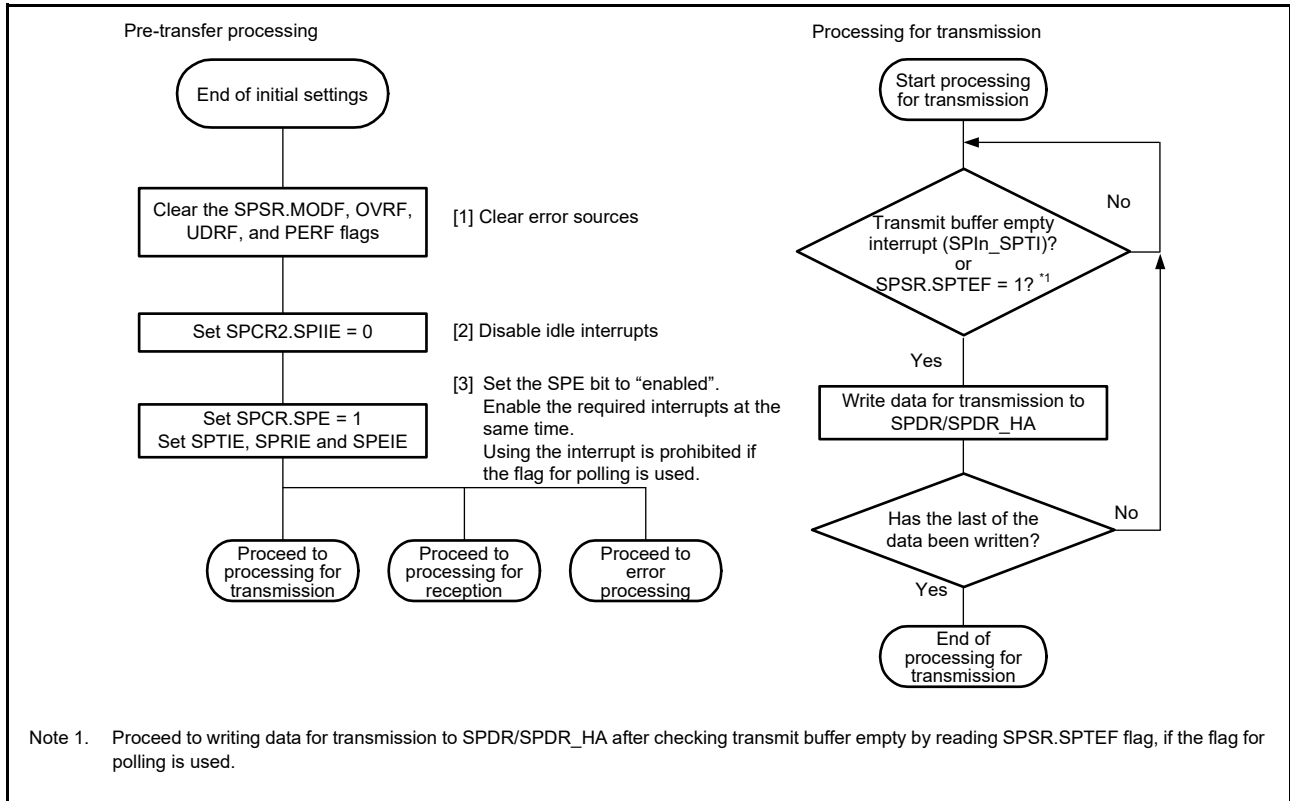 Pre-transfer processing
End of initial settings
Clear the SPSR.MODF, OVRF,
UDRF, and PERF flags
[1] Clear error sources
Set SPCR2.SPIIE = 0
[2] Disable idle interrupts
Set SPCR.SPE = 1
Set SPTIE, SPRIE and SPEIE
[3] Set the SPE bit to “enabled”.
Enable the required interrupts at the
same time.
Using the interrupt is prohibited if
the flag for polling is used.
Proceed to
processing for
transmission
Proceed to
processing for
reception
Proceed to
error
processing
Processing for transmission
Start processing
for transmission
Transmit buffer empty
interrupt (SPIn_SPTI)?
or
SPSR.SPTEF = 1? *1
No
Yes
Write data for transmission to
SPDR/SPDR_HA
Has the last of the
data been written?
No
Yes
End of
processing for
transmission
Note 1. Proceed to writing data for transmission to SPDR/SPDR_HA after checking transmit buffer empty by reading SPSR.SPTEF flag, if the flag for
polling is used.